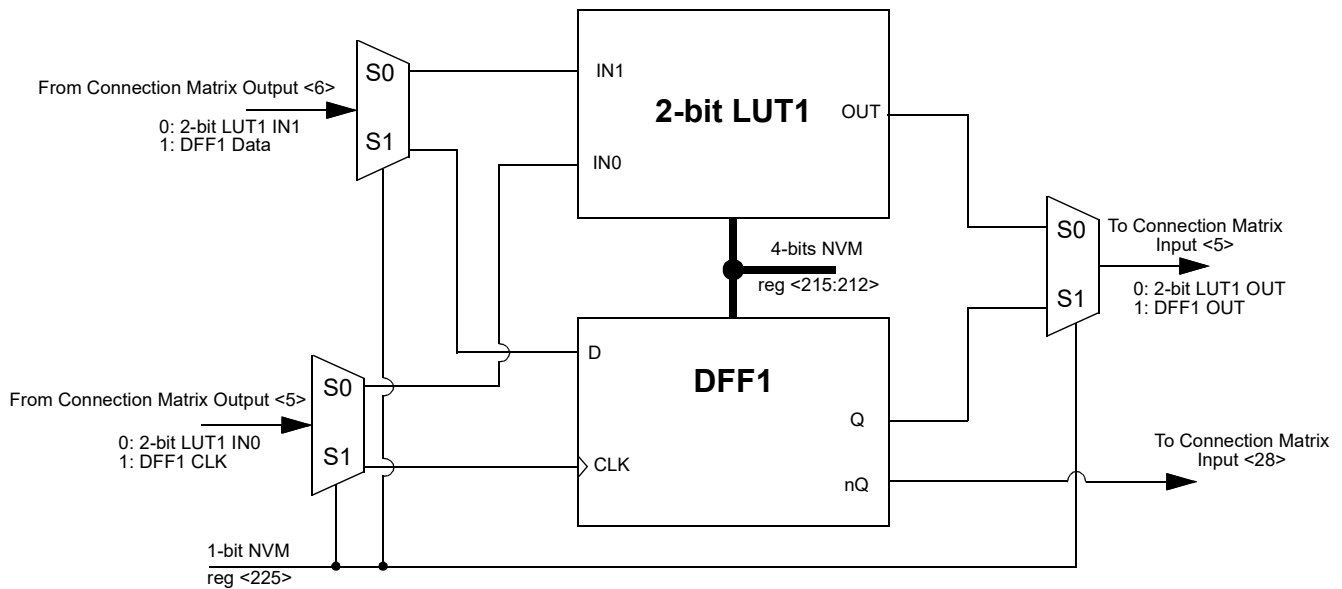 From Connection Matrix Output <6>
0: 2-bit LUT1 IN1
1: DFF1 Data
S0
S1
IN1
IN0
2-bit LUT1
OUT
4-bits NVM
reg <215:212>
S0
S1
To Connection Matrix
Input <5>
0: 2-bit LUT1 OUT
1: DFF1 OUT
From Connection Matrix Output <5>
0: 2-bit LUT1 IN0
1: DFF1 CLK
S0
S1
D
CLK
DFF1
Q
nQ
To Connection Matrix
Input <28>
1-bit NVM
reg <225>